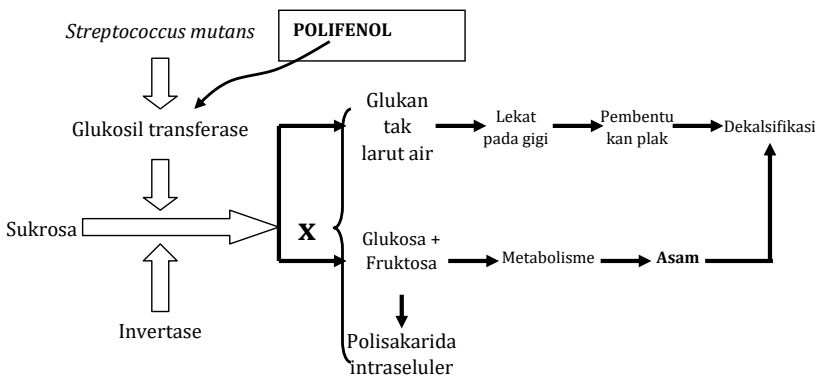 Streptococcus mutans
POLIFENOL
Glukosil transferase
Glukan
tak
larut air
Lekat
pada gigi
Pembentu
kan plak
Dekalsifikasi
Sukrosa
X
Glukosa +
Fruktosa
Metabolisme
Asam
Invertase
Polisakarida
intraseluler